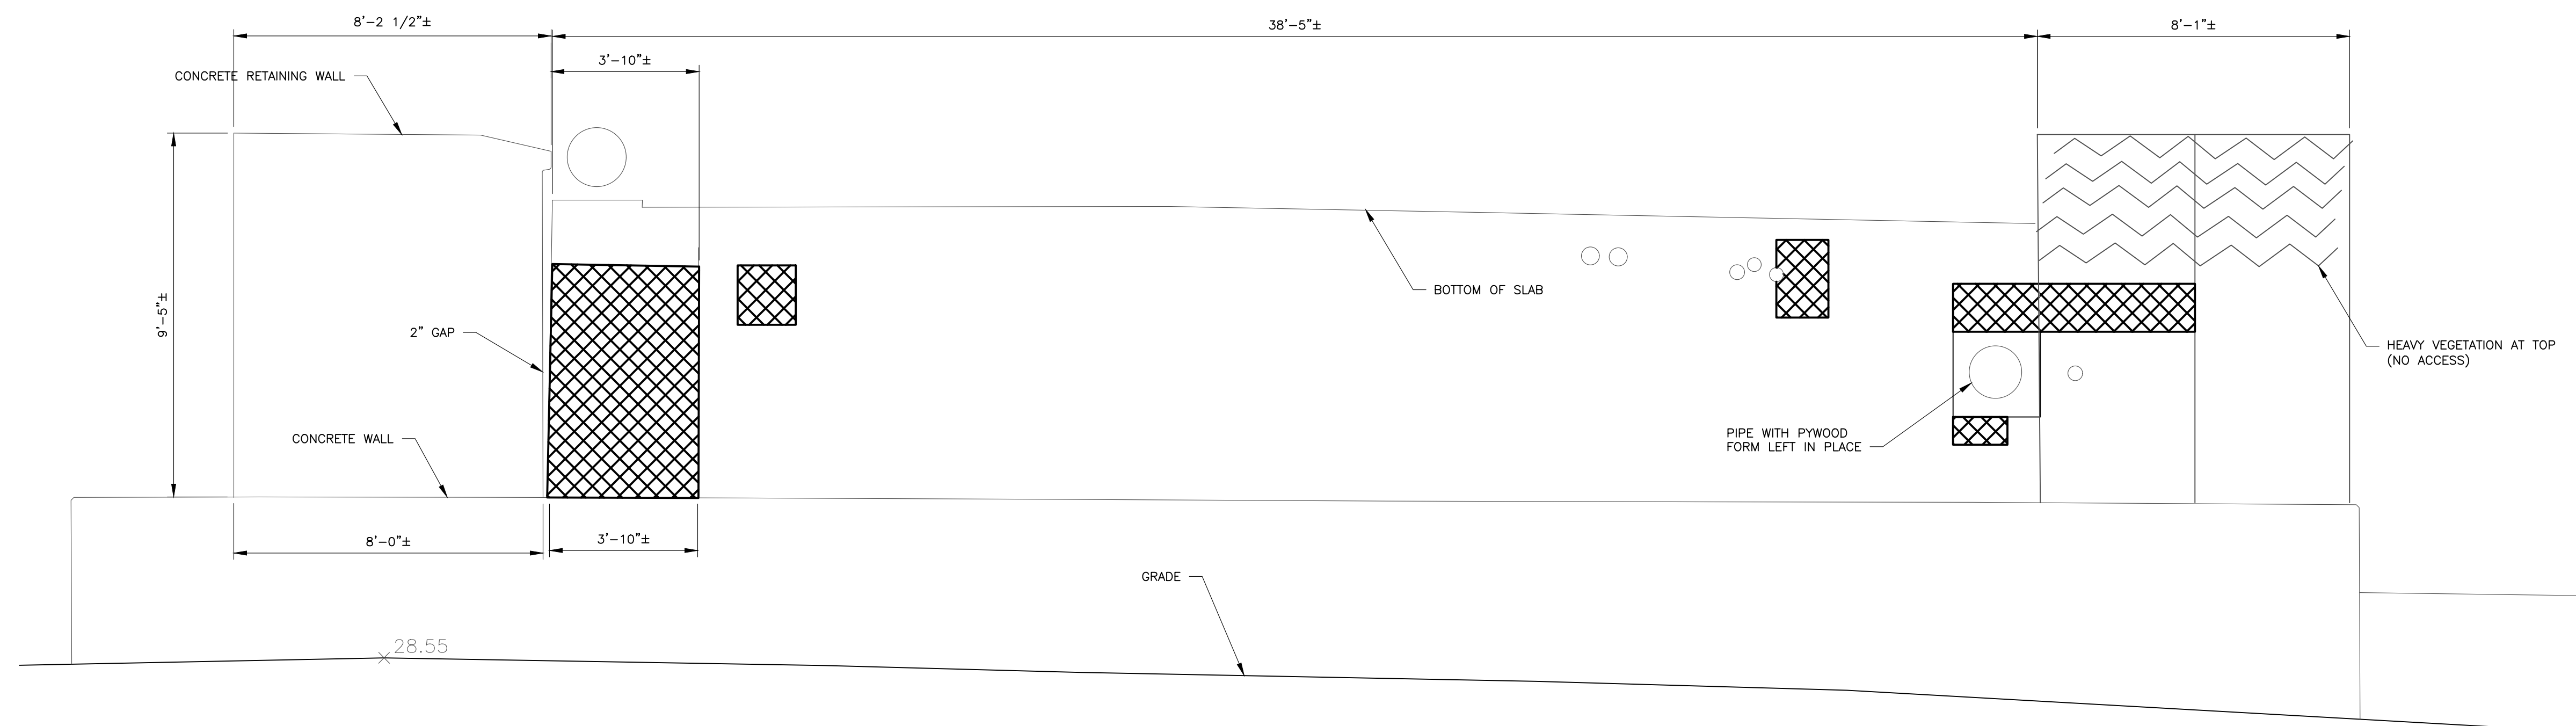 8'-2 1/2"±
38'-5"±
8'-1"±
3'-10"±
CONCRETE RETAINING WALL
9'-5"±
2" GAP
BOTTOM OF SLAB
HEAVY VEGETATION AT TOP
(NO ACCESS)
CONCRETE WALL
PIPE WITH PYWOOD
FORM LEFT IN PLACE
8'-0"±
3'-10"±
GRADE
28.55